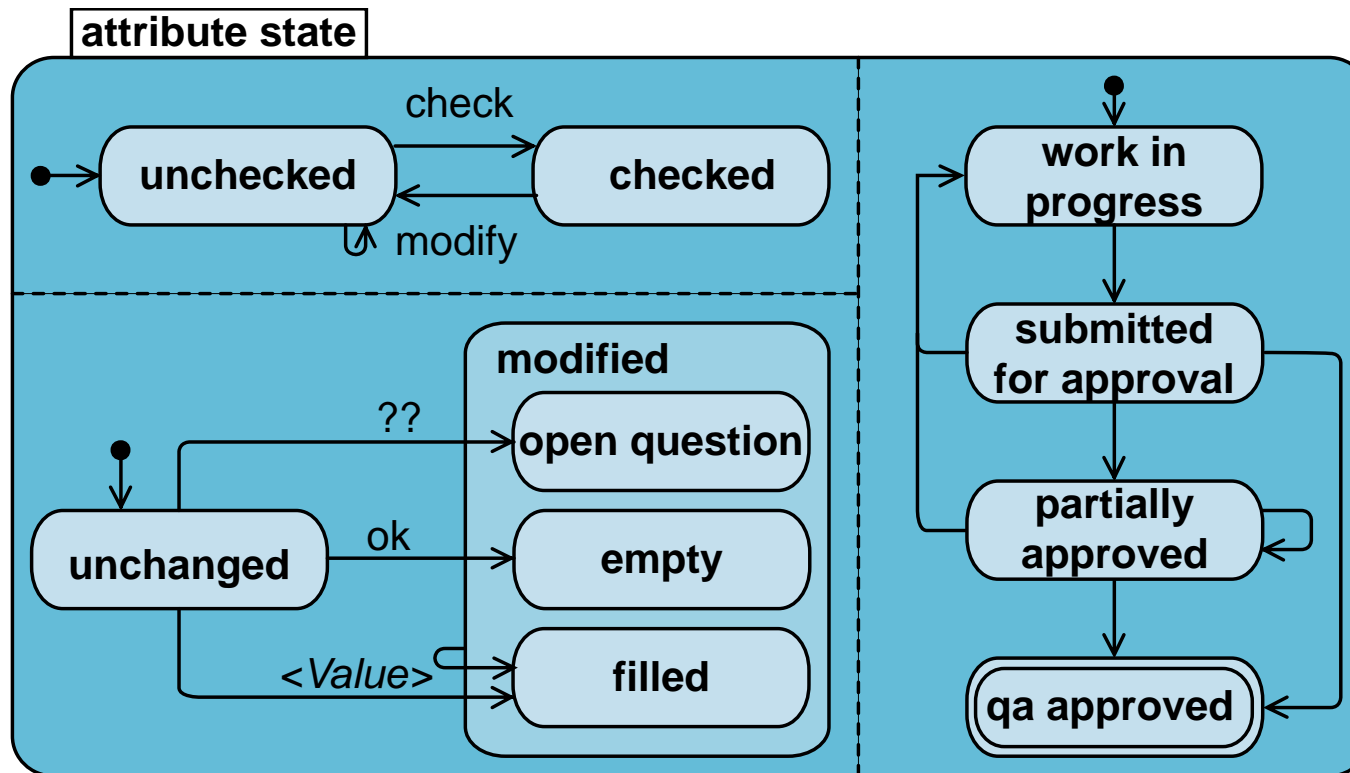 attribute state
check
unchecked
checked
modify
modified
??
open question
unchanged
ok
empty
<Value>
filled
work in
progress
submitted
for approval
partially
approved
qa approved